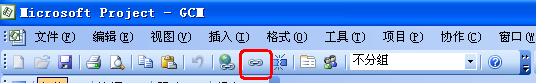 Microsoft Project - GCM
文件(F) 编辑(E) 视图(V) 插入(I) 格式(O) 工具(T) 项目(P) 协作(C) 窗口(W
不分组